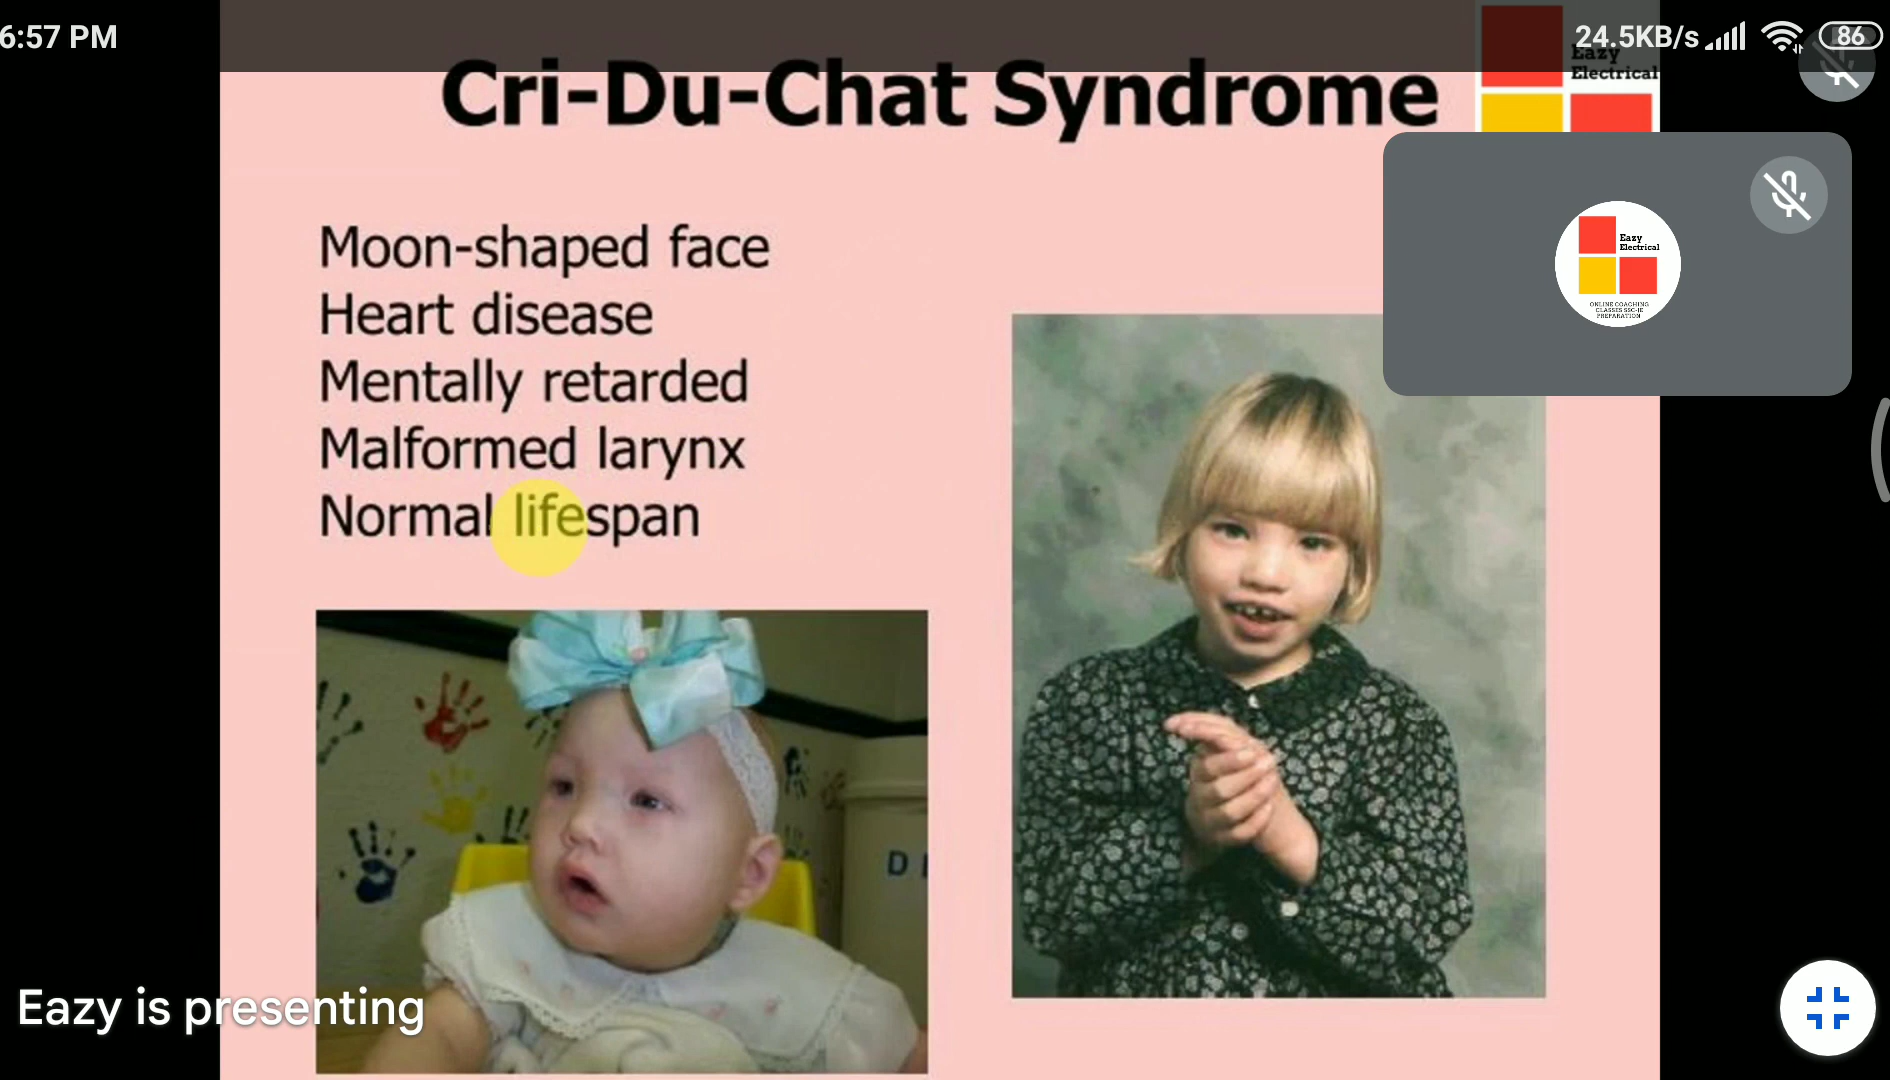 6:57 PM
24.5KB/s
86
Eazy
Electrical
Cri-Du-Chat Syndrome
Eazy
Electrical
ONLINE COACHING
CLASSES SSC-JE
PREPARATION
Moon-shaped face
Heart disease
Mentally retarded
Malformed larynx
Normal lifespan
D
Eazy is presenting